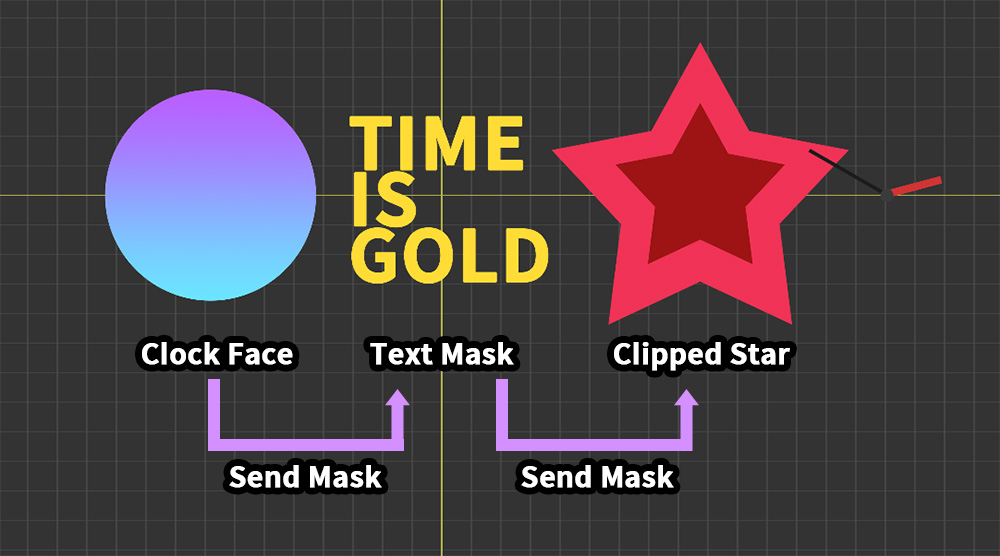 TIME
IS
GOLD
Clock Face
Text Mask
Clipped Star
Send Mask
Send Mask